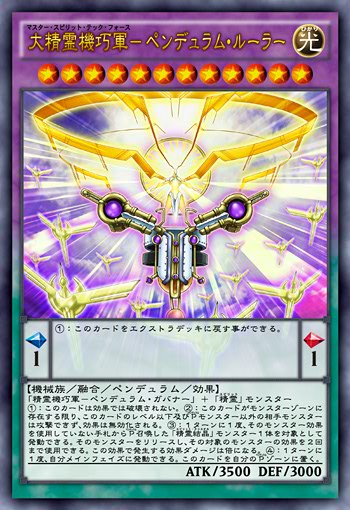 マスター・スピリット・テック・フォース
大精霊機巧軍－ペンデュラム・ルーラー
ひかり
光
①：このカードをエクストラデッキに戻す事ができる。
1
1
【機械族／融合／ペンデュラム／効果】
「精霊機巧軍－ペンデュラム・ガバナー」＋「精霊」モンスター
①：このカードは効果では破壊されない。②：このカードがモンスターゾーンに
存在する限り、このカードのレベル以下及びPモンスター以外の相手モンスター
は攻撃できず、効果は無効化される。③：1ターンに1度、その効果
を使用していない手札からP召喚した「精霊結晶」モンスター1体を対象として
発動できる。そのモンスターをリリースし、その対象のモンスターの効果を2回
まで使用できる。この効果で発生する効果ダメージは倍になる。④：1ターンに
1度、自分メインフェイズに発動できる。このカードを自分のPゾーンに置く。
ATK/3500 DEF/3000